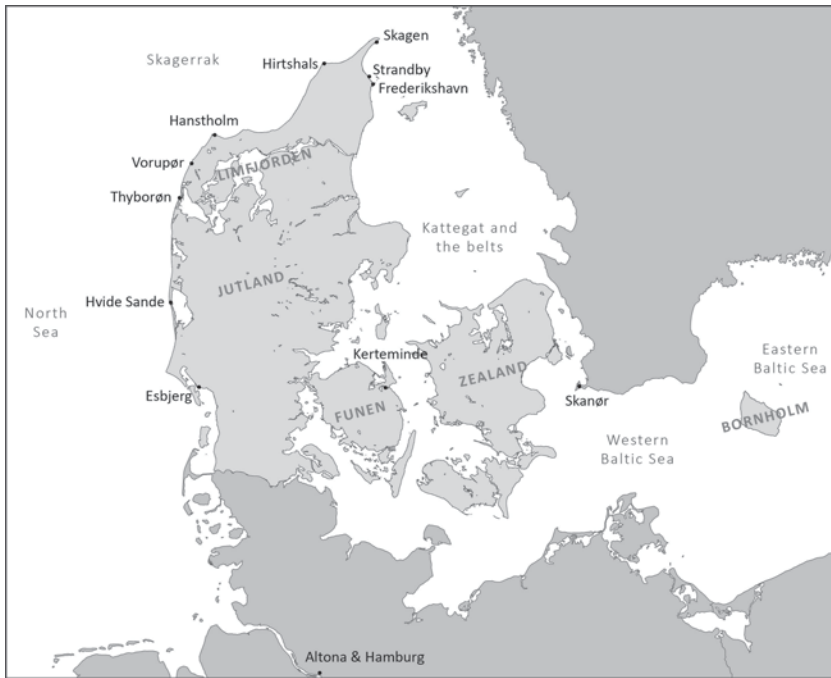 Skagen
Skagerrak
Hirtshals
Strandby
Frederikshavn
Hanstholm
Vorupør
LIMFJORDEN
Thyborøn
Kattegat and
the belts
JUTLAND
Hvide Sande
North
Sea
Kerteminde
Eastern
Baltic Sea
ZEALAND
Esbjerg
FUNEN
Skanør
BORNHOLM
Western
Baltic Sea
Altona & Hamburg